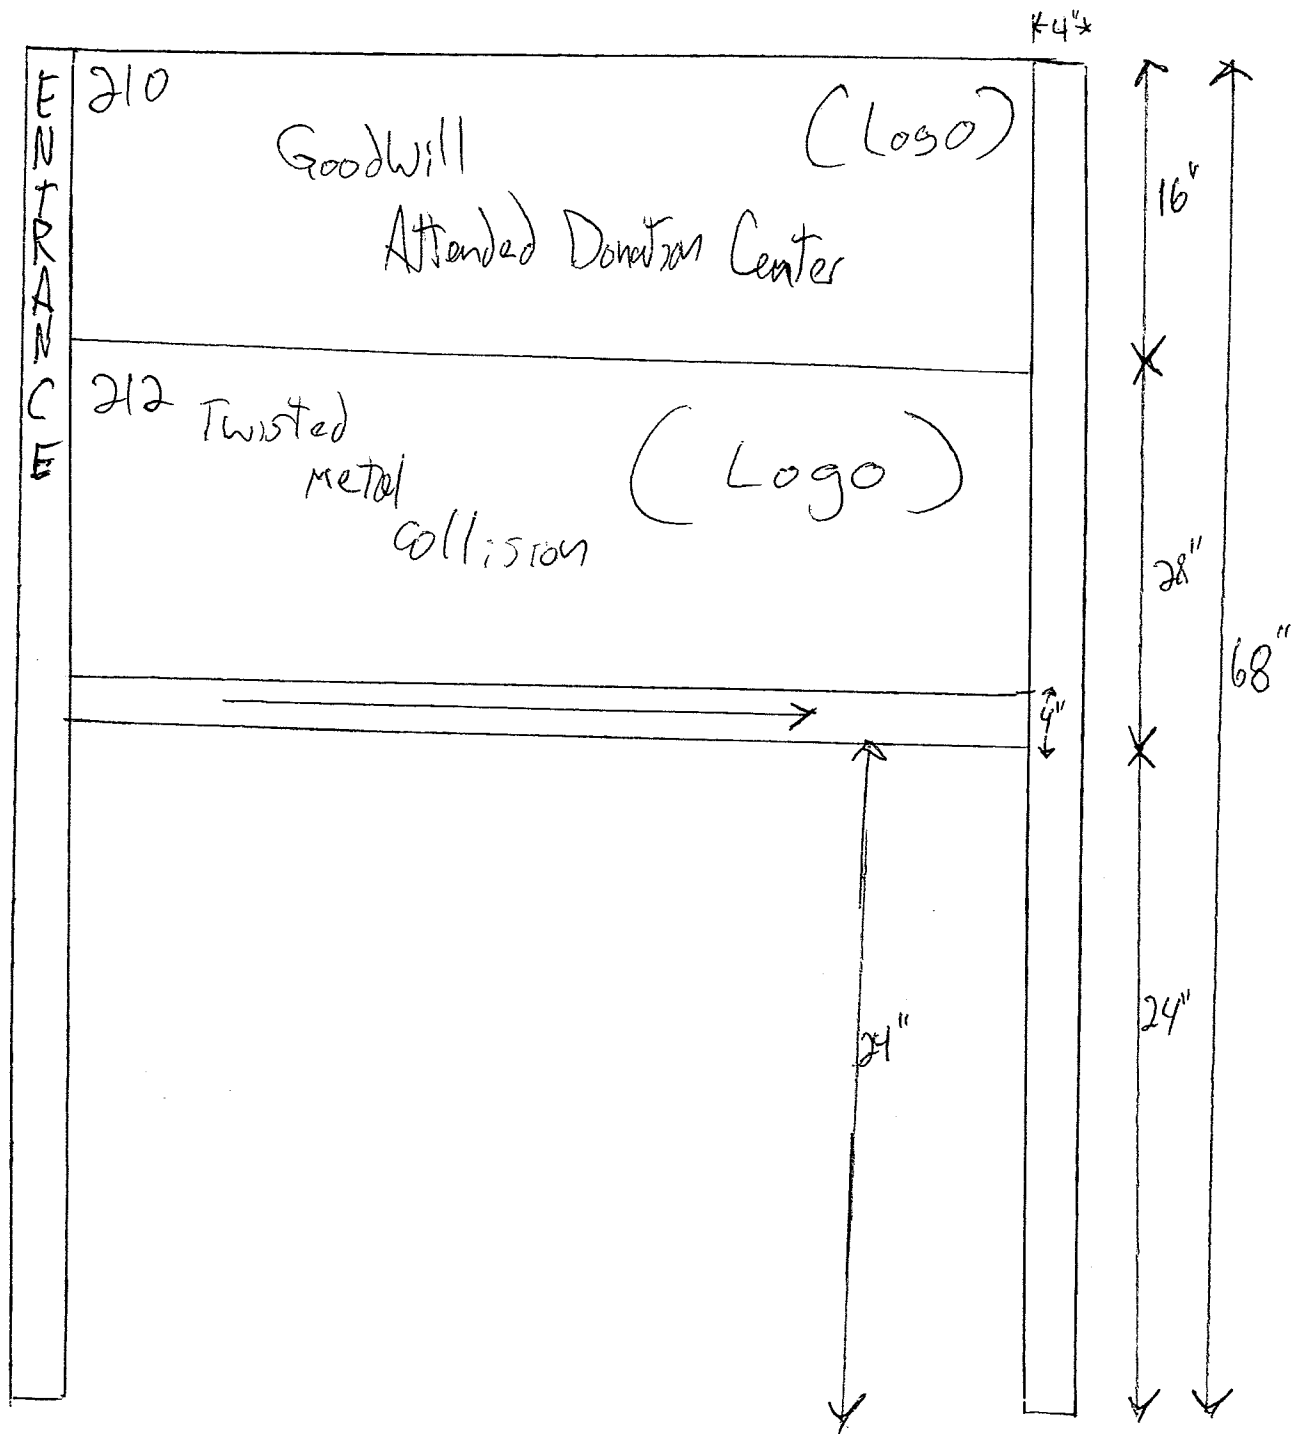 4"
ENTRANCE
210
(Logo)
GoodWill
Attended Donation Center
16"
212 Twisted
Metal
collision
(Logo)
28"
68"
4"
24"
24"